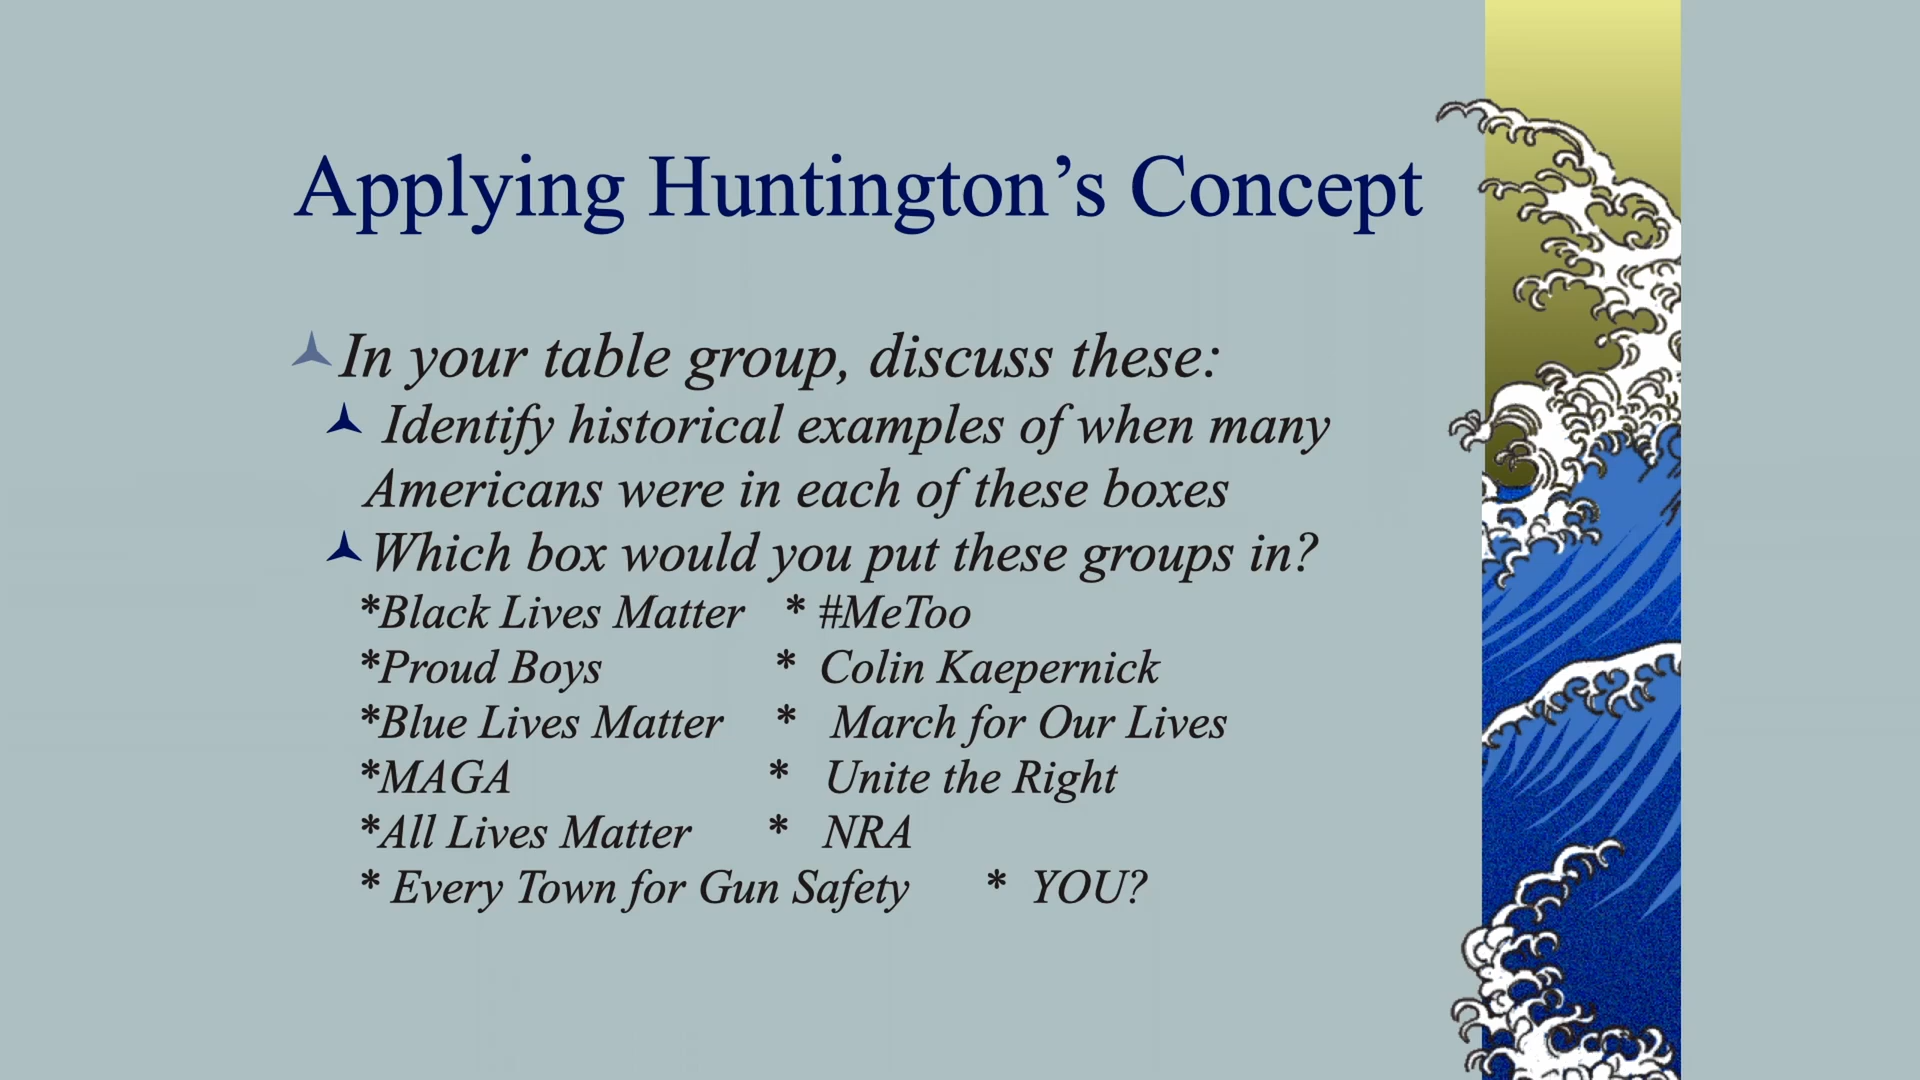 Applying Huntington’s Concept
In your table group, discuss these:
Identify historical examples of when many
Americans were in each of these boxes
Which box would you put these groups in?
*Black Lives Matter * #MeToo
*Proud Boys * Colin Kaepernick
*Blue Lives Matter * March for Our Lives
*MAGA * Unite the Right
*All Lives Matter * NRA
* Every Town for Gun Safety * YOU?